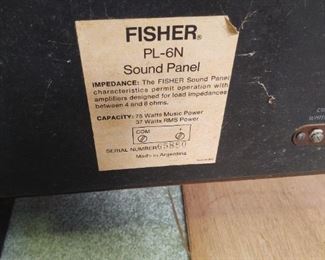 FISHER®
PL-6N
Sound Panel
IMPEDANCE: The FISHER Sound Panel
characteristics permit operation with
amplifiers designed for load impedances
between 4 and 8 ohms.
CAPACITY: 75 Watts Music Power
37 Watts RMS Power
COM +
SERIAL NUMBER 65850
Made in Argentina